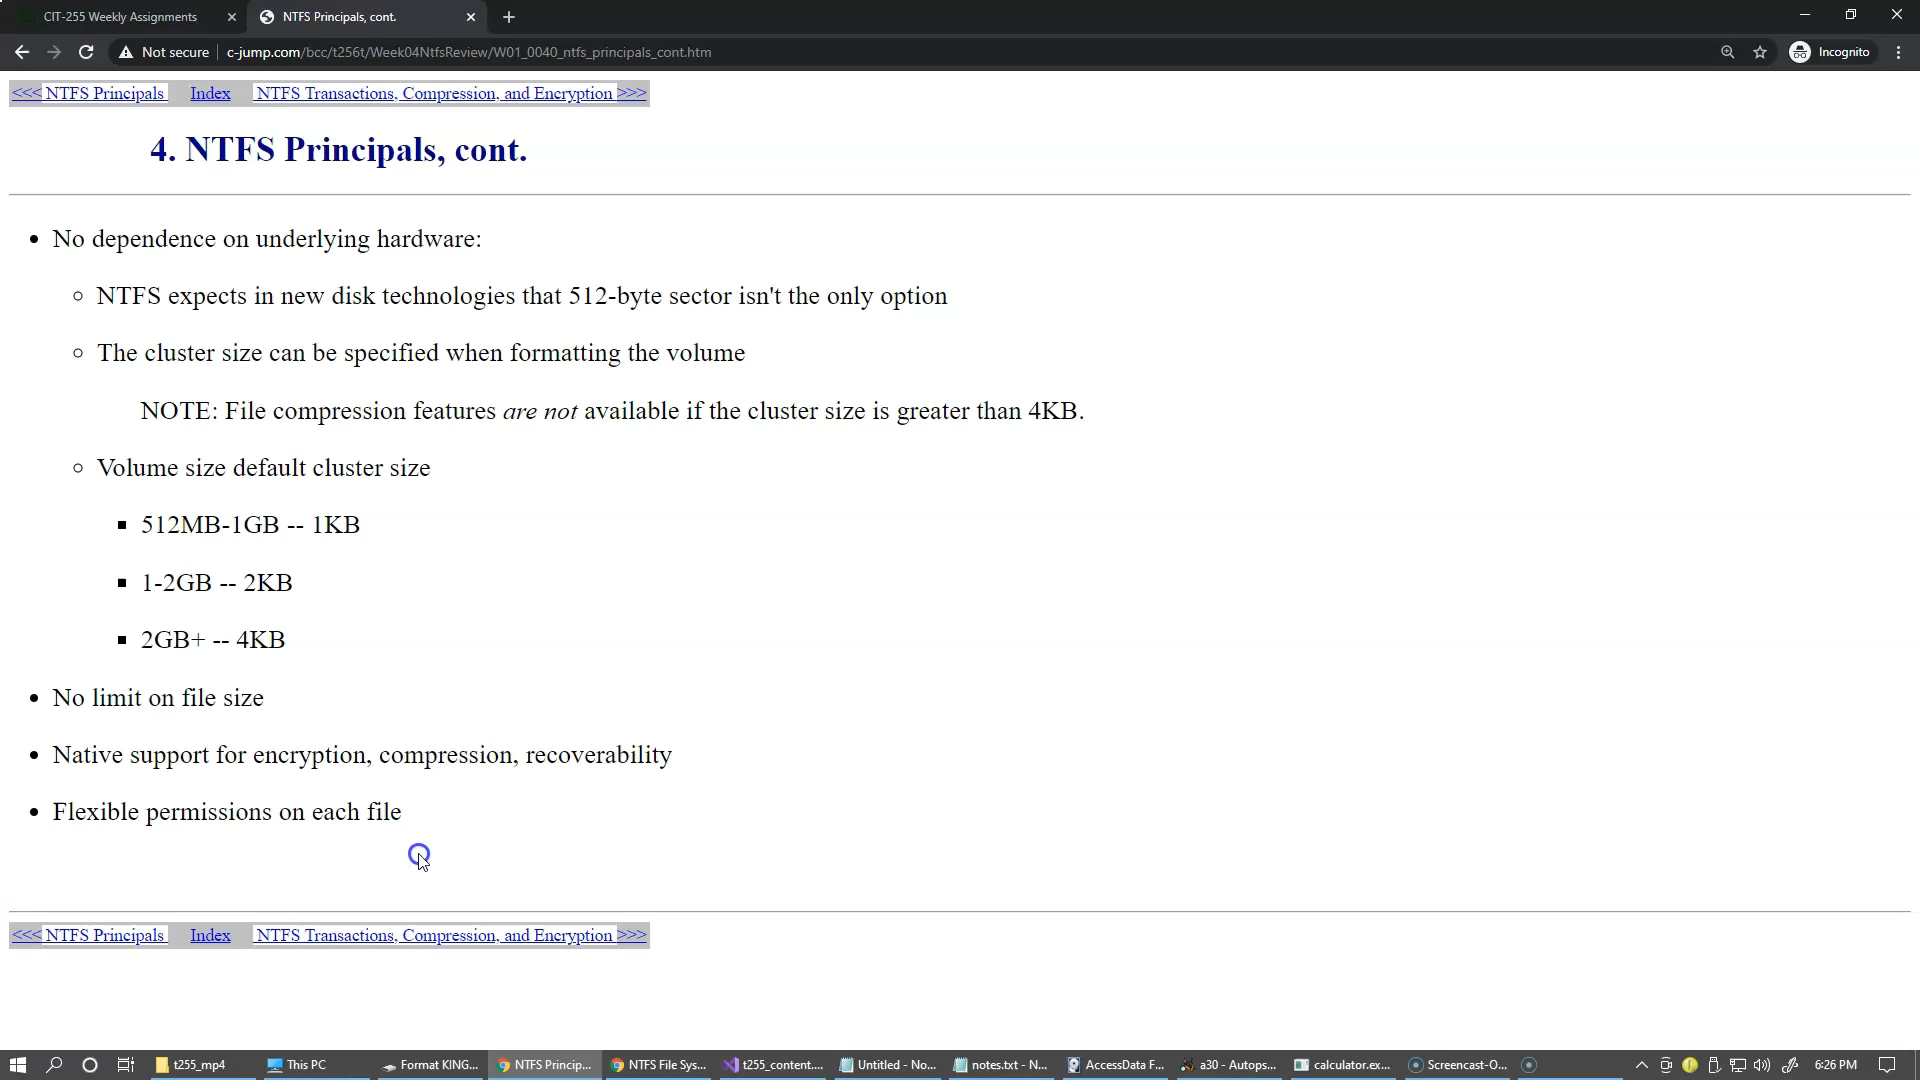 CIT-255 Weekly Assignments
NTFS Principals, cont.
Not secure
c-jump.com/bcc/t256t/Week04NtfsReview/W01_0040_ntfs_principals_cont.htm
Incognito
<<< NTFS Principals Index NTFS Transactions, Compression, and Encryption >>>
4. NTFS Principals, cont.
No dependence on underlying hardware:
NTFS expects in new disk technologies that 512-byte sector isn't the only option
The cluster size can be specified when formatting the volume
NOTE: File compression features are not available if the cluster size is greater than 4KB.
Volume size default cluster size
512MB-1GB -- 1KB
1-2GB -- 2KB
2GB+ -- 4KB
No limit on file size
Native support for encryption, compression, recoverability
Flexible permissions on each file
<<< NTFS Principals Index NTFS Transactions, Compression, and Encryption >>>
t255_mp4 This PC Format KING... NTFS Princip... NTFS File Sys... t255_content.... Untitled - No... notes.txt - N... AccessData F... a30 - Autops... calculator.ex... Screencast-O... 6:26 PM